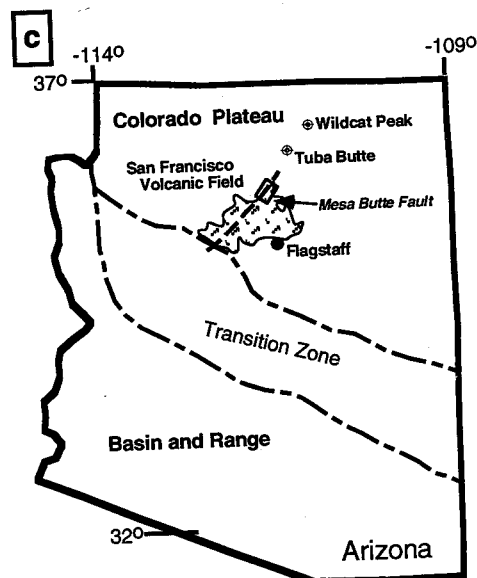 c
-114º
-109º
37º
Colorado Plateau
Wildcat Peak
Tuba Butte
San Francisco
Volcanic Field
Mesa Butte Fault
Flagstaff
Transition Zone
Basin and Range
32º
Arizona